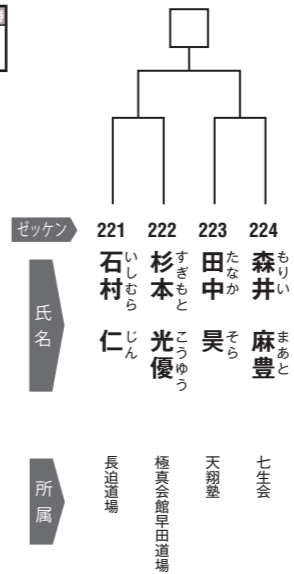 ゼッケン
221 222 223 224
氏名
石村 仁
いしむら じん
杉本 光優
すぎもと こうゆう
田中 昊
たなか そら
森井 麻豊
もりい まあと
所属
長迫道場
極真会館早田道場
天翔塾
七生会